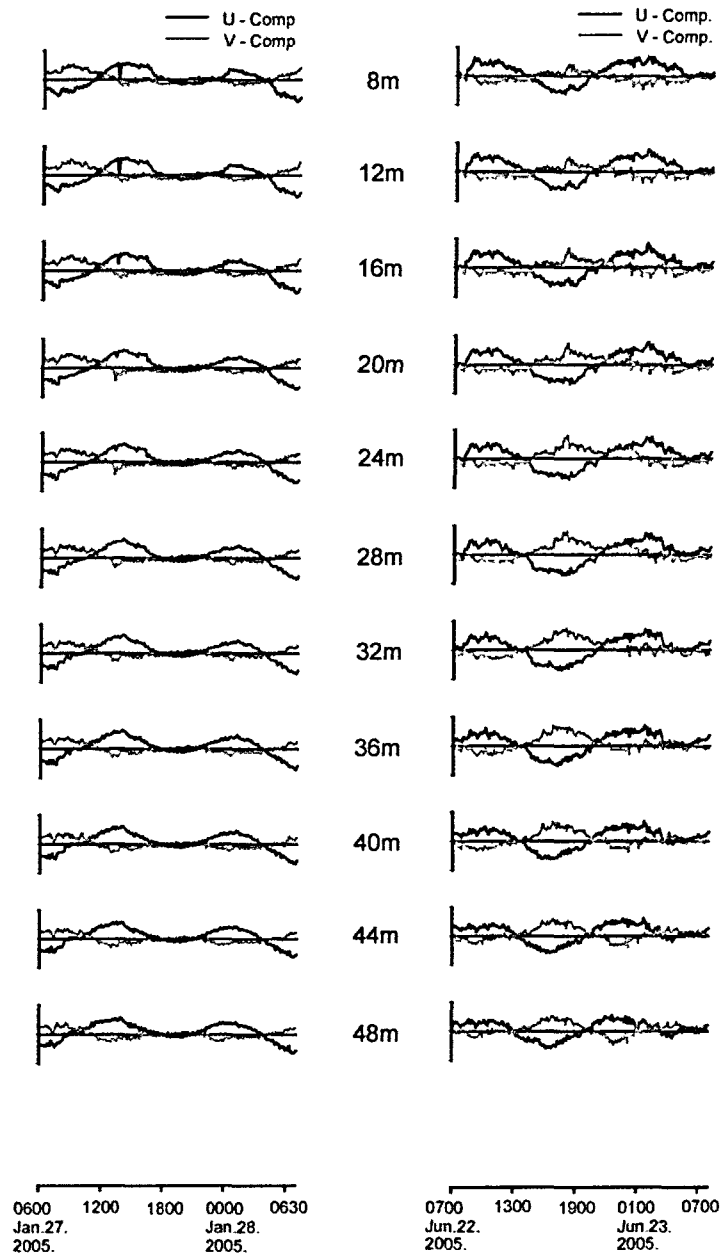 U - Comp
V - Comp
U - Comp.
V - Comp.
8m
12m
16m
20m
24m
28m
32m
36m
40m
44m
48m
0600 1200 1800 0000 0630
Jan.27. Jan.28.
2005. 2005.
0700 1300 1900 0100 0700
Jun.22. Jun.23.
2005. 2005.